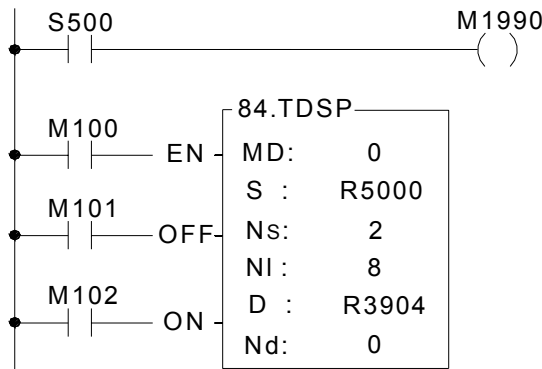 S500 M1990
84.TDSP
M100 EN MD: 0
S : R5000
M101 OFF Ns: 2
NI : 8
M102 ON D : R3904
Nd: 0